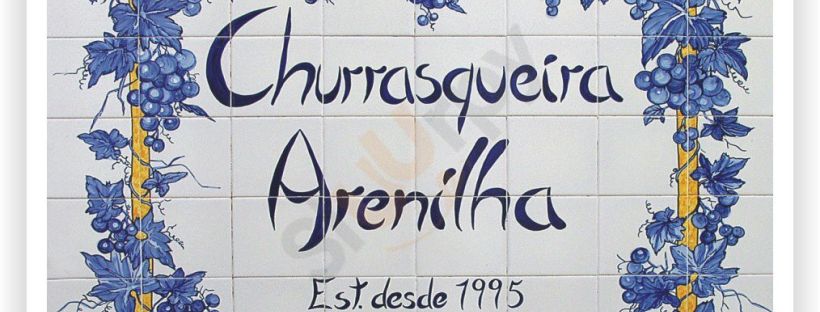 Churrasqueira
Arenilha
Est. desde 1995